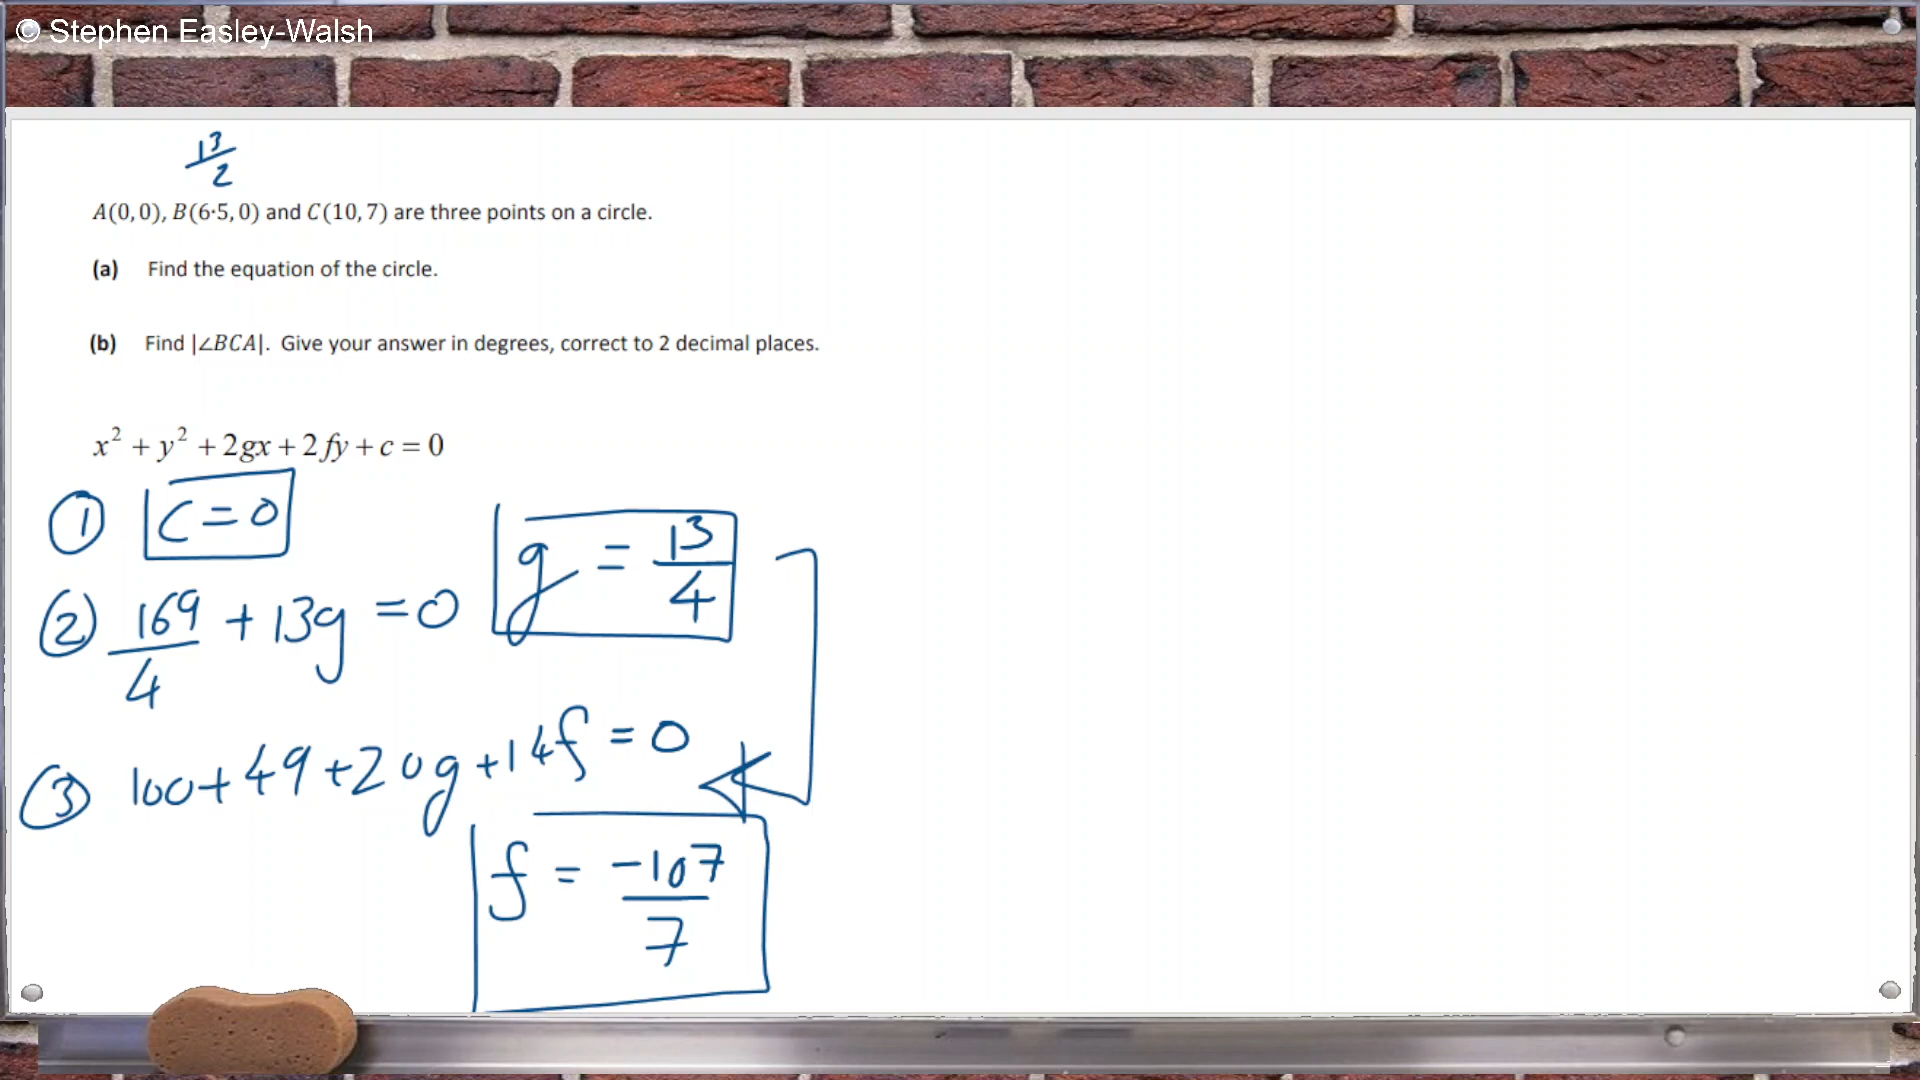 © Stephen Easley-Walsh
13/2
A(0,0), B(6·5,0) and C(10,7) are three points on a circle.
(a) Find the equation of the circle.
(b) Find |∠BCA|. Give your answer in degrees, correct to 2 decimal places.
x² + y² + 2gx + 2fy + c = 0
① C = 0
g = 13/4
② 169/4 + 13g = 0
③ 100 + 49 + 20g + 14f = 0
f = -107/7